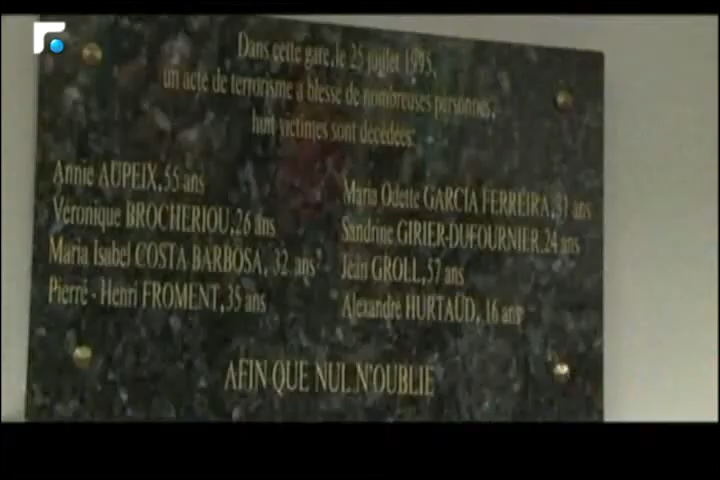 Dans cette gare, le 25 juillet 1995,
un acte de terrorisme a blessé de nombreuses personnes,
huit victimes sont décédées:
Annie AUPEIX, 55 ans
Véronique BROCHERIOU, 26 ans
Maria Isabel COSTA BARBOSA, 32 ans
Pierre - Henri FROMENT, 35 ans
Maria Odette GARCIA FERREIRA, 31 ans
Sandrine GIRIER-DUFOURNIER, 24 ans
Jean GROLL, 57 ans
Alexandre HURTAUD, 16 ans
AFIN QUE NUL N'OUBLIE